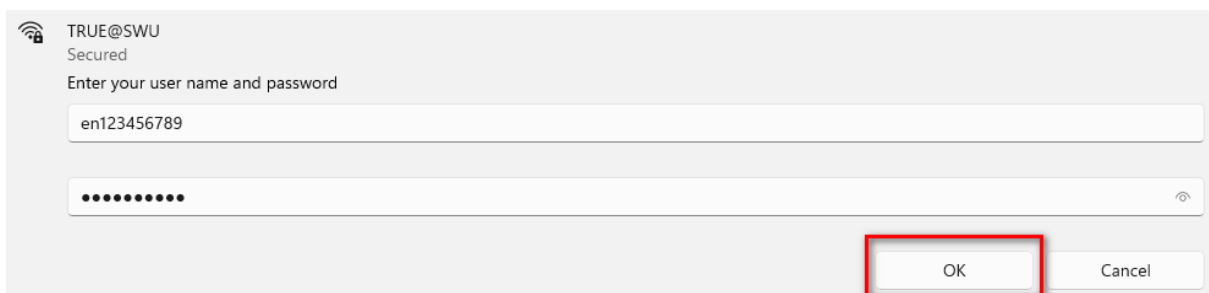 TRUE@SWU
Secured
Enter your user name and password
en123456789
••••••••••
OK
Cancel